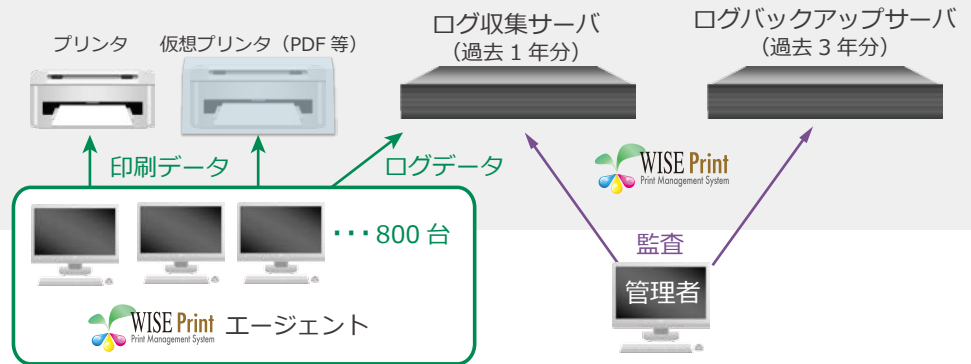 プリンタ
仮想プリンタ（PDF 等）
ログ収集サーバ
（過去 1 年分）
ログバックアップサーバ
（過去 3 年分）
印刷データ
ログデータ
WISE Print
Print Management System
･･･800 台
監査
管理者
WISE Print
Print Management System
エージェント